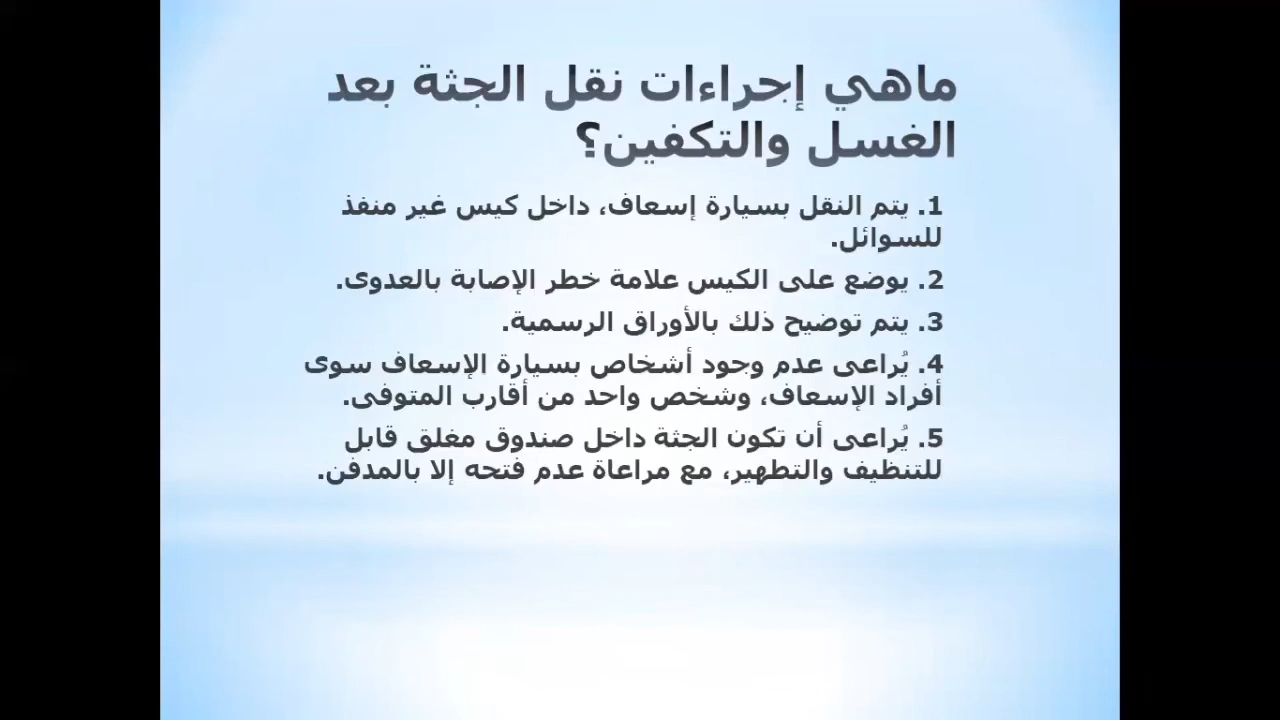 ماهي إجراءات نقل الجثة بعد
الغسل والتكفين؟
1. يتم النقل بسيارة إسعاف، داخل كيس غير منفذ
للسوائل.
2. يوضع على الكيس علامة خطر الإصابة بالعدوى.
3. يتم توضيح ذلك بالأوراق الرسمية.
4. يُراعى عدم وجود أشخاص بسيارة الإسعاف سوى
أفراد الإسعاف، وشخص واحد من أقارب المتوفى.
5. يُراعى أن تكون الجثة داخل صندوق مغلق قابل
للتنظيف والتطهير، مع مراعاة عدم فتحه إلا بالمدفن.